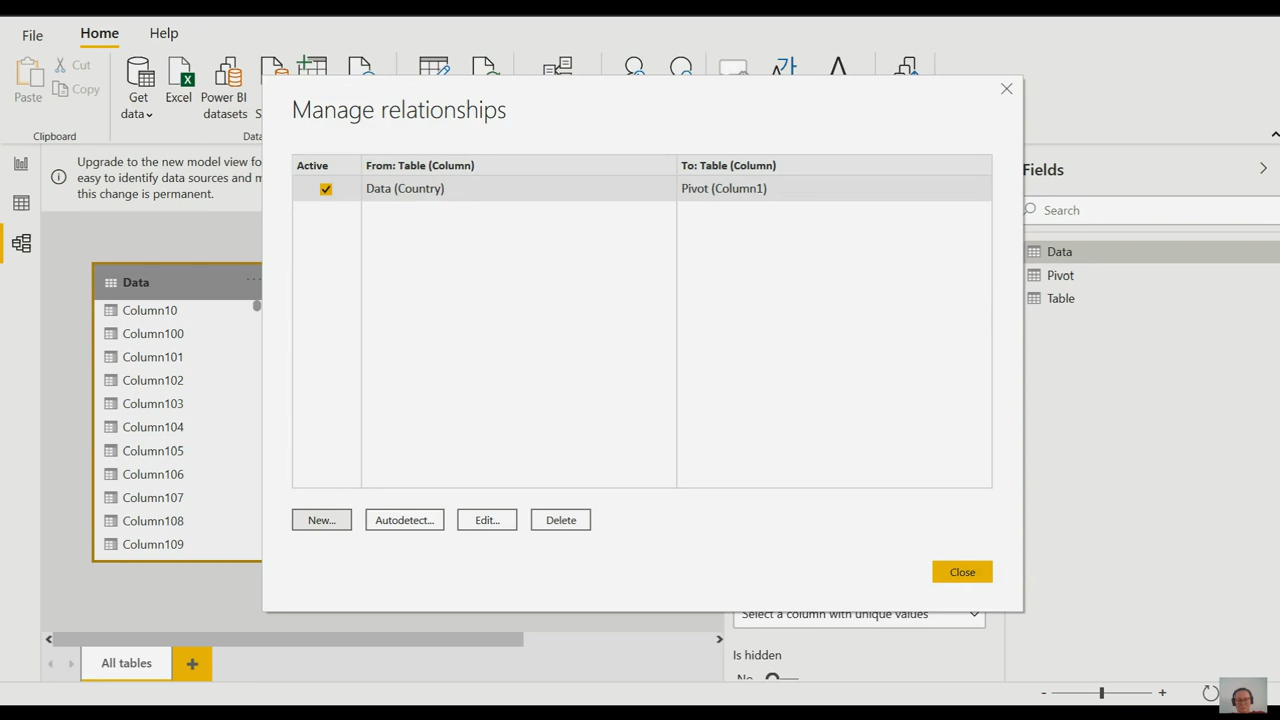 File
Home
Help
Paste
Cut
Copy
Clipboard
Get
data
Excel
Power BI
datasets
Upgrade to the new model view fo
easy to identify data sources and m
this change is permanent.
Data
Column10
Column100
Column101
Column102
Column103
Column104
Column105
Column106
Column107
Column108
Column109
Manage relationships
Active
From: Table (Column)
To: Table (Column)
Data (Country)
Pivot (Column1)
New...
Autodetect...
Edit...
Delete
Close
Select a column with unique values
Is hidden
No
Fields
Search
Data
Pivot
Table
All tables